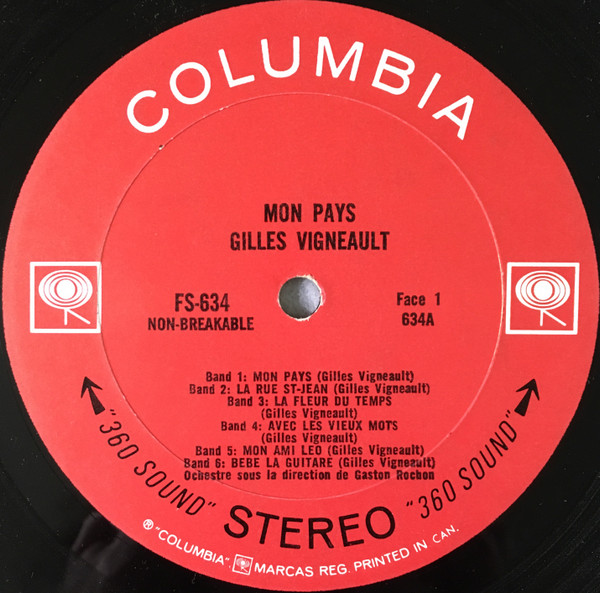 COLUMBIA
MON PAYS
GILLES VIGNEAULT
FS-634
NON-BREAKABLE
Face 1
634A
Band 1: MON PAYS (Gilles Vigneault)
Band 2: LA RUE ST-JEAN (Gilles Vigneault)
Band 3: LA FLEUR DU TEMPS
(Gilles Vigneault)
Band 4: AVEC LES VIEUX MOTS
(Gilles Vigneault)
Band 5: MON AMI LEO (Gilles Vigneault)
Band 6: BEBE LA GUITARE (Gilles Vigneault)
Ochestre sous la direction de Gaston Rochon
"360 SOUND" STEREO "360 SOUND"
® "COLUMBIA", MARCAS REG. PRINTED IN CAN.